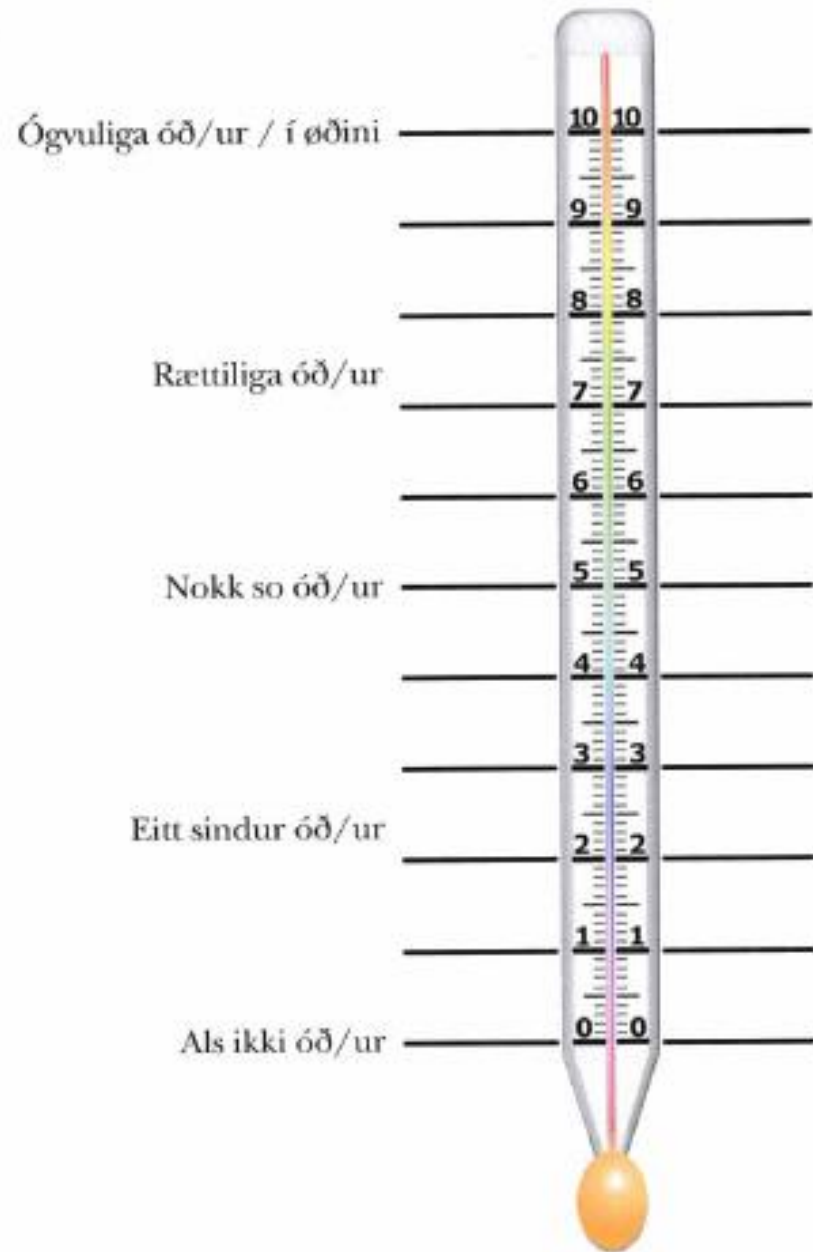 10 10
Ógvuliga óð/ur / í øðini
9 9
8 8
Rættiliga óð/ur
7 7
6 6
Nokk so óð/ur
5 5
4 4
3 3
Eitt sindur óð/ur
2 2
1 1
Als ikki óð/ur
0 0